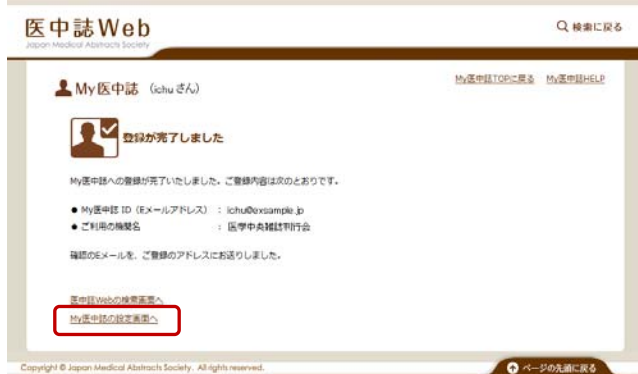 医中誌Web
Japan Medical Abstracts Society
検索に戻る
My医中誌（ichuさん）
My医中誌TOPに戻る
My医中誌HELP
登録が完了しました
My医中誌への登録が完了いたしました。ご登録内容は次のとおりです。
● My医中誌 ID（Eメールアドレス） ： ichu@exsample.jp
● ご利用の機関名 ： 医学中央雑誌刊行会
確認のEメールを、ご登録のアドレスにお送りしました。
医中誌Webの検索画面へ
My医中誌の設定画面へ
Copyright © Japan Medical Abstracts Society. All rights reserved.
ページの先頭に戻る